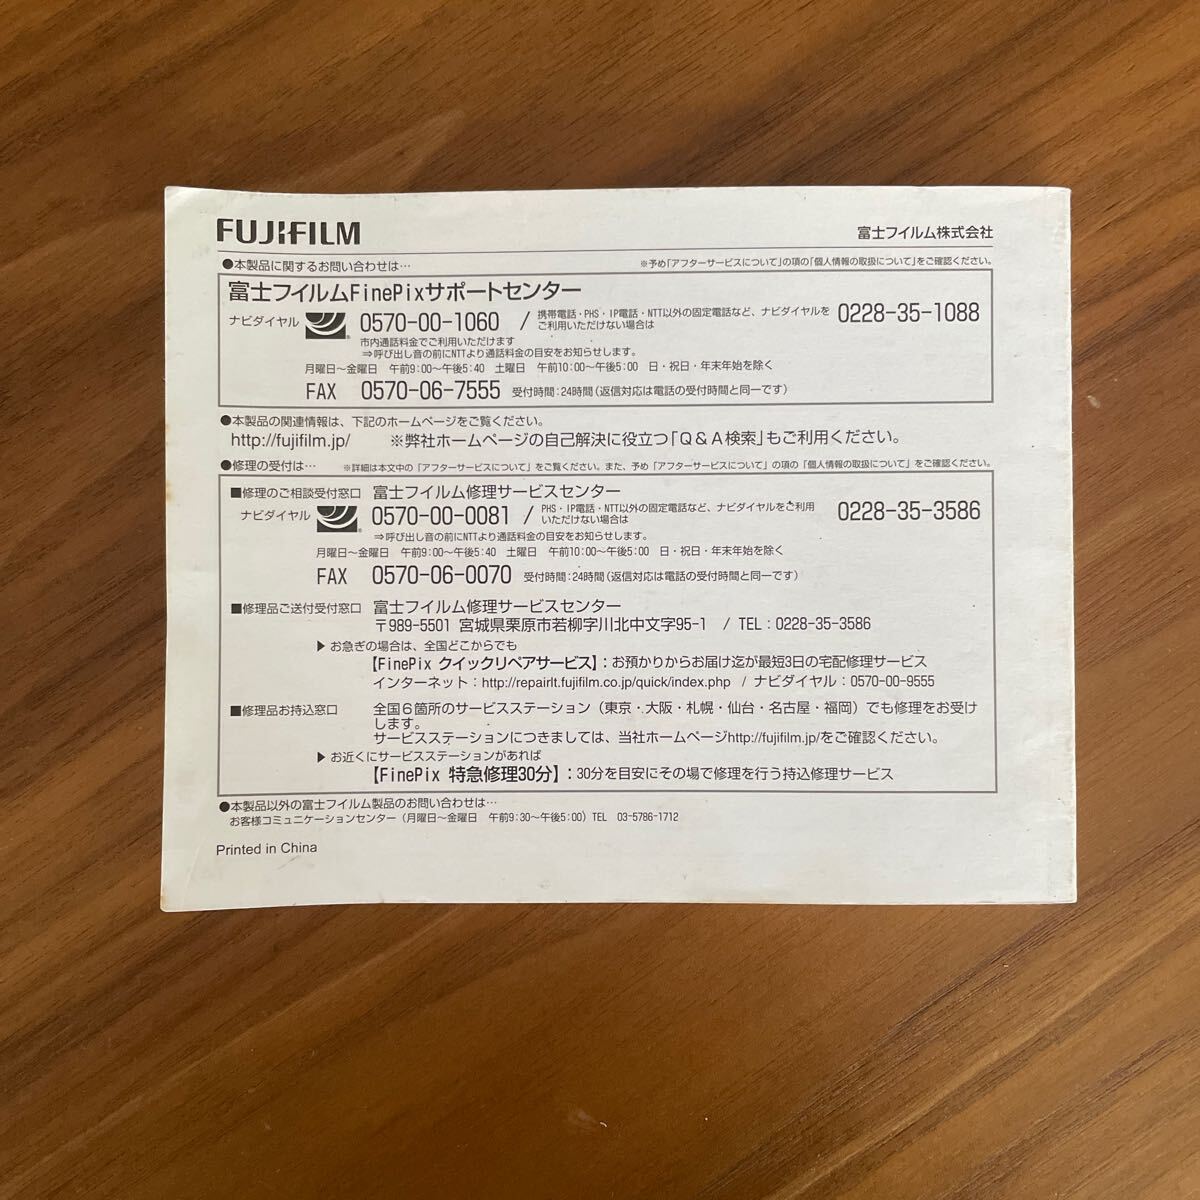 FUJIFILM
富士フイルム株式会社
●本製品に関するお問い合わせは…
※予め「アフターサービスについて」の項の「個人情報の取扱について」をご確認ください。
富士フイルムFinePixサポートセンター
ナビダイヤル 0570-00-1060 / 携帯電話・PHS・IP電話・NTT以外の固定電話など、ナビダイヤルを
ご利用いただけない場合は 0228-35-1088
市内通話料金でご利用いただけます
⇒呼び出し音の前にNTTより通話料金の目安をお知らせします。
月曜日〜金曜日 午前9:00〜午後5:40 土曜日 午前10:00〜午後5:00 日・祝日・年末年始を除く
FAX 0570-06-7555 受付時間:24時間(返信対応は電話の受付時間と同一です)
●本製品の関連情報は、下記のホームページをご覧ください。
http://fujifilm.jp/ ※弊社ホームページの自己解決に役立つ「Q&A検索」もご利用ください。
●修理の受付は… ※詳細は本文中の「アフターサービスについて」をご覧ください。また、予め「アフターサービスについて」の項の「個人情報の取扱について」をご確認ください。
■修理のご相談受付窓口 富士フイルム修理サービスセンター
ナビダイヤル 0570-00-0081 / PHS・IP電話・NTT以外の固定電話など、ナビダイヤルをご利用
いただけない場合は 0228-35-3586
⇒呼び出し音の前にNTTより通話料金の目安をお知らせします。
月曜日〜金曜日 午前9:00〜午後5:40 土曜日 午前10:00〜午後5:00 日・祝日・年末年始を除く
FAX 0570-06-0070 受付時間:24時間(返信対応は電話の受付時間と同一です)
■修理品ご送付受付窓口 富士フイルム修理サービスセンター
〒989-5501 宮城県栗原市若柳字川北中文字95-1 / TEL:0228-35-3586
▶お急ぎの場合は、全国どこからでも
【FinePix クイックリペアサービス】:お預かりからお届け迄が最短3日の宅配修理サービス
インターネット:http://repairlt.fujifilm.co.jp/quick/index.php / ナビダイヤル:0570-00-9555
■修理品お持込窓口 全国6箇所のサービスステーション(東京・大阪・札幌・仙台・名古屋・福岡)でも修理をお受け
します。
サービスステーションにつきましては、当社ホームページhttp://fujifilm.jp/をご確認ください。
▶お近くにサービスステーションがあれば
【FinePix 特急修理30分】:30分を目安にその場で修理を行う持込修理サービス
●本製品以外の富士フイルム製品のお問い合わせは…
お客様コミュニケーションセンター(月曜日〜金曜日 午前9:30〜午後5:00)TEL 03-5786-1712
Printed in China